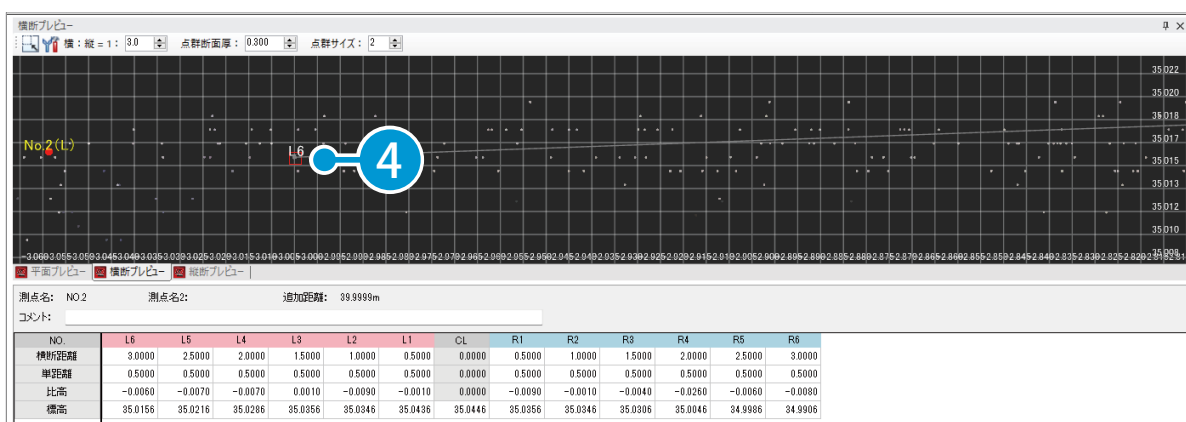 横断プレビュー
横：縦 = 1： 3.0 点群断面厚： 0.300 点群サイズ： 2
35.022
35.020
35.018
35.017
35.015
35.013
35.012
35.010
No.2(L)
L6
4
平面プレビュー 横断プレビュー 縦断プレビュー
測点名： NO.2 測点名2： 追加距離： 39.9999m
コメント：
NO. L6 L5 L4 L3 L2 L1 CL R1 R2 R3 R4 R5 R6
横断距離 3.0000 2.5000 2.0000 1.5000 1.0000 0.5000 0.0000 0.5000 1.0000 1.5000 2.0000 2.5000 3.0000
単距離 0.5000 0.5000 0.5000 0.5000 0.5000 0.5000 0.0000 0.5000 0.5000 0.5000 0.5000 0.5000 0.5000
比高 -0.0060 -0.0070 -0.0070 0.0010 -0.0090 -0.0010 0.0000 -0.0090 -0.0010 -0.0040 -0.0260 -0.0060 -0.0080
標高 35.0156 35.0216 35.0286 35.0356 35.0346 35.0436 35.0446 35.0356 35.0346 35.0306 35.0046 34.9986 34.9906